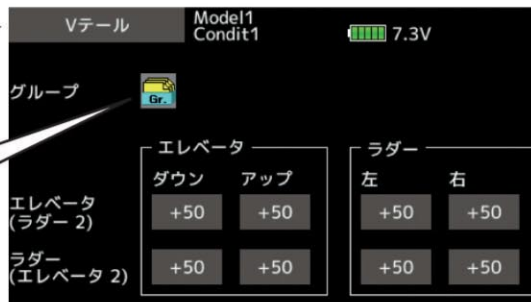 Vテール
Model1
Condit1
7.3V
グループ
Gr.
エレベータ
ラダー
ダウン アップ
左 右
エレベータ
(ラダー 2)
+50 +50 +50 +50
ラダー
(エレベータ 2)
+50 +50 +50 +50